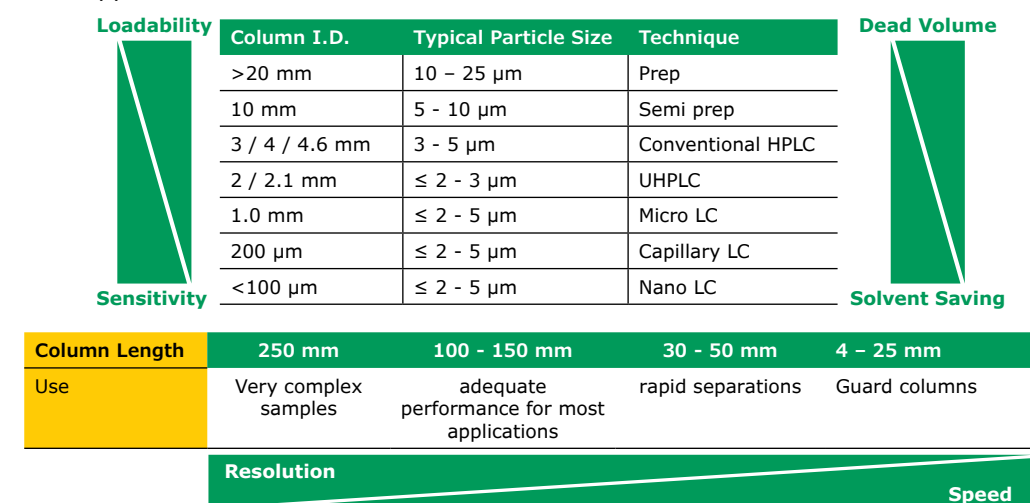 Loadability
Dead Volume
Column I.D. Typical Particle Size Technique
>20 mm 10 – 25 µm Prep
10 mm 5 - 10 µm Semi prep
3 / 4 / 4.6 mm 3 - 5 µm Conventional HPLC
2 / 2.1 mm ≤ 2 - 3 µm UHPLC
1.0 mm ≤ 2 - 5 µm Micro LC
200 µm ≤ 2 - 5 µm Capillary LC
<100 µm ≤ 2 - 5 µm Nano LC
Sensitivity
Solvent Saving
Column Length 250 mm 100 - 150 mm 30 - 50 mm 4 – 25 mm
Use Very complex adequate rapid separations Guard columns
samples performance for most
applications
Resolution
Speed